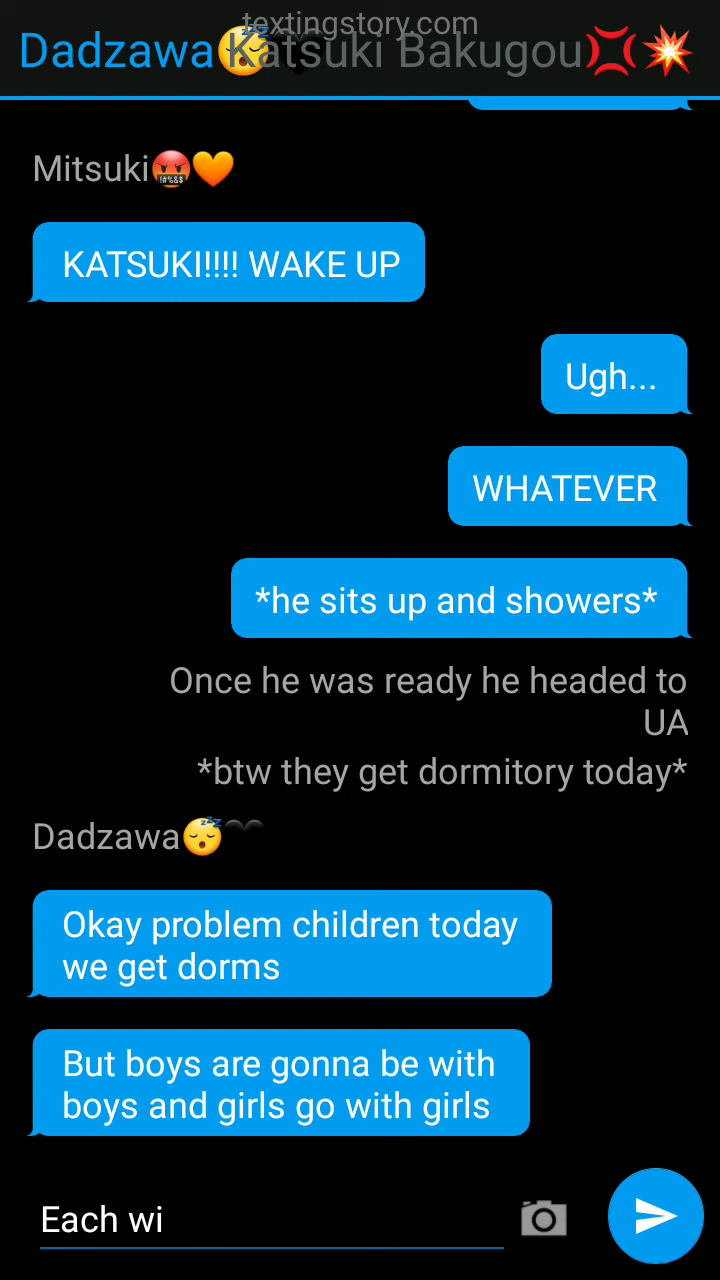 textingstory.com
Dadzawa😴🖤 Katsuki Bakugou💢💥
Mitsuki🤬🧡
KATSUKI!!!! WAKE UP
Ugh...
WHATEVER
*he sits up and showers*
Once he was ready he headed to
UA
*btw they get dormitory today*
Dadzawa😴🖤
Okay problem children today
we get dorms
But boys are gonna be with
boys and girls go with girls
Each wi